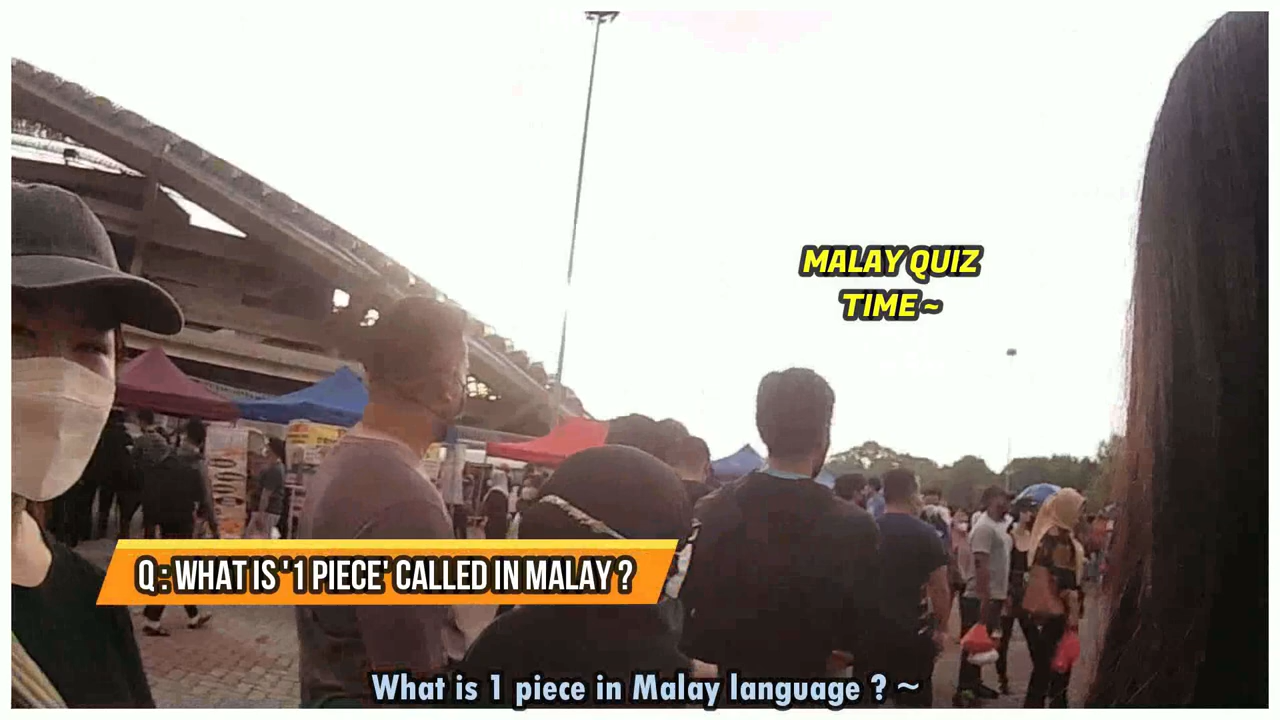 MALAY QUIZ
TIME ~
Q : WHAT IS '1 PIECE' CALLED IN MALAY ?
What is 1 piece in Malay language ? ~